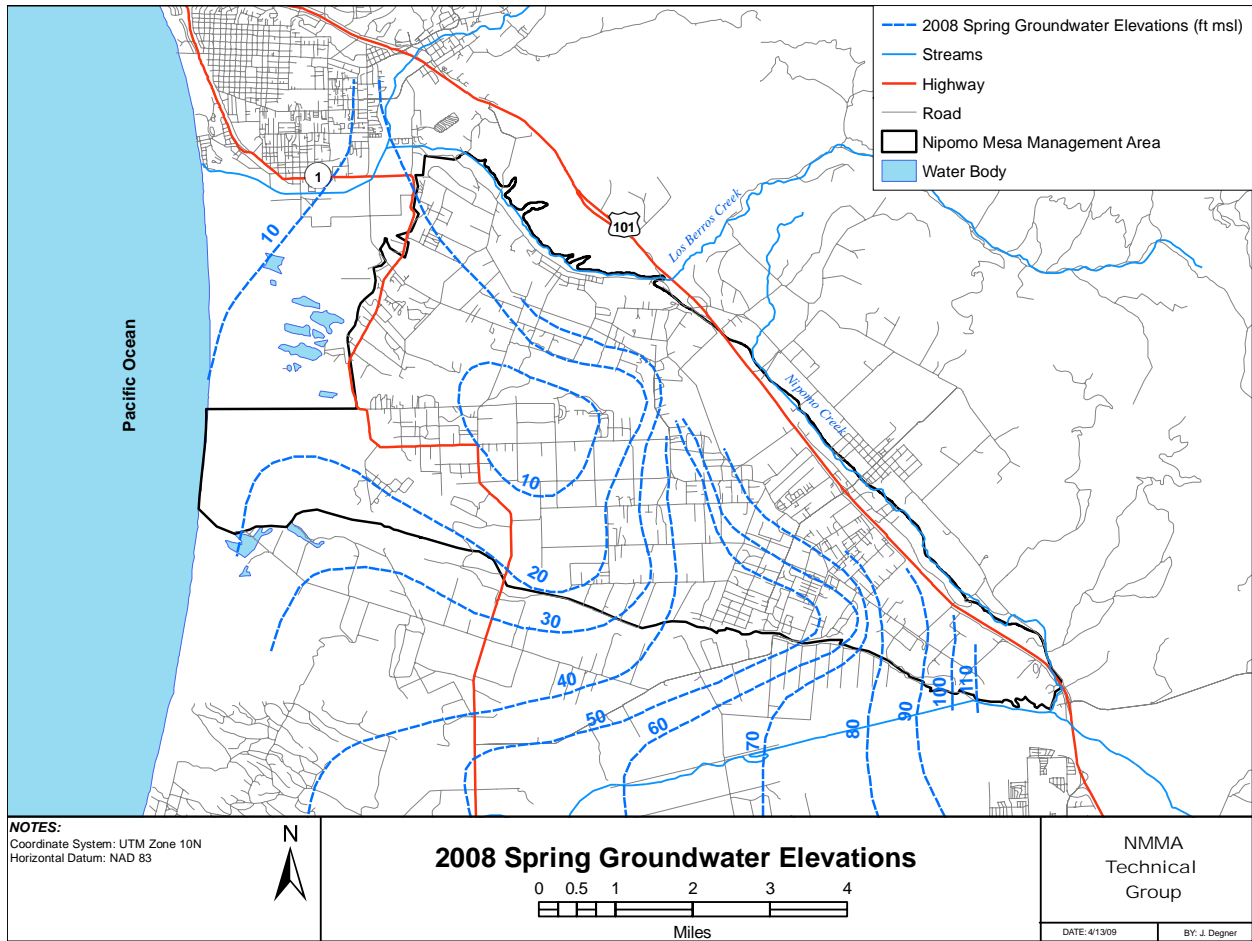 2008 Spring Groundwater Elevations (ft msl)
Streams
Highway
Road
Nipomo Mesa Management Area
Water Body
1
101
Los Berros Creek
10
Pacific Ocean
Nipomo Creek
10
20
30
40
50
60
70
80
90
100
110
NOTES:
Coordinate System: UTM Zone 10N
Horizontal Datum: NAD 83
N
2008 Spring Groundwater Elevations
0 0.5 1 2 3 4
Miles
NMMA
Technical
Group
DATE: 4/13/09
BY: J. Degner